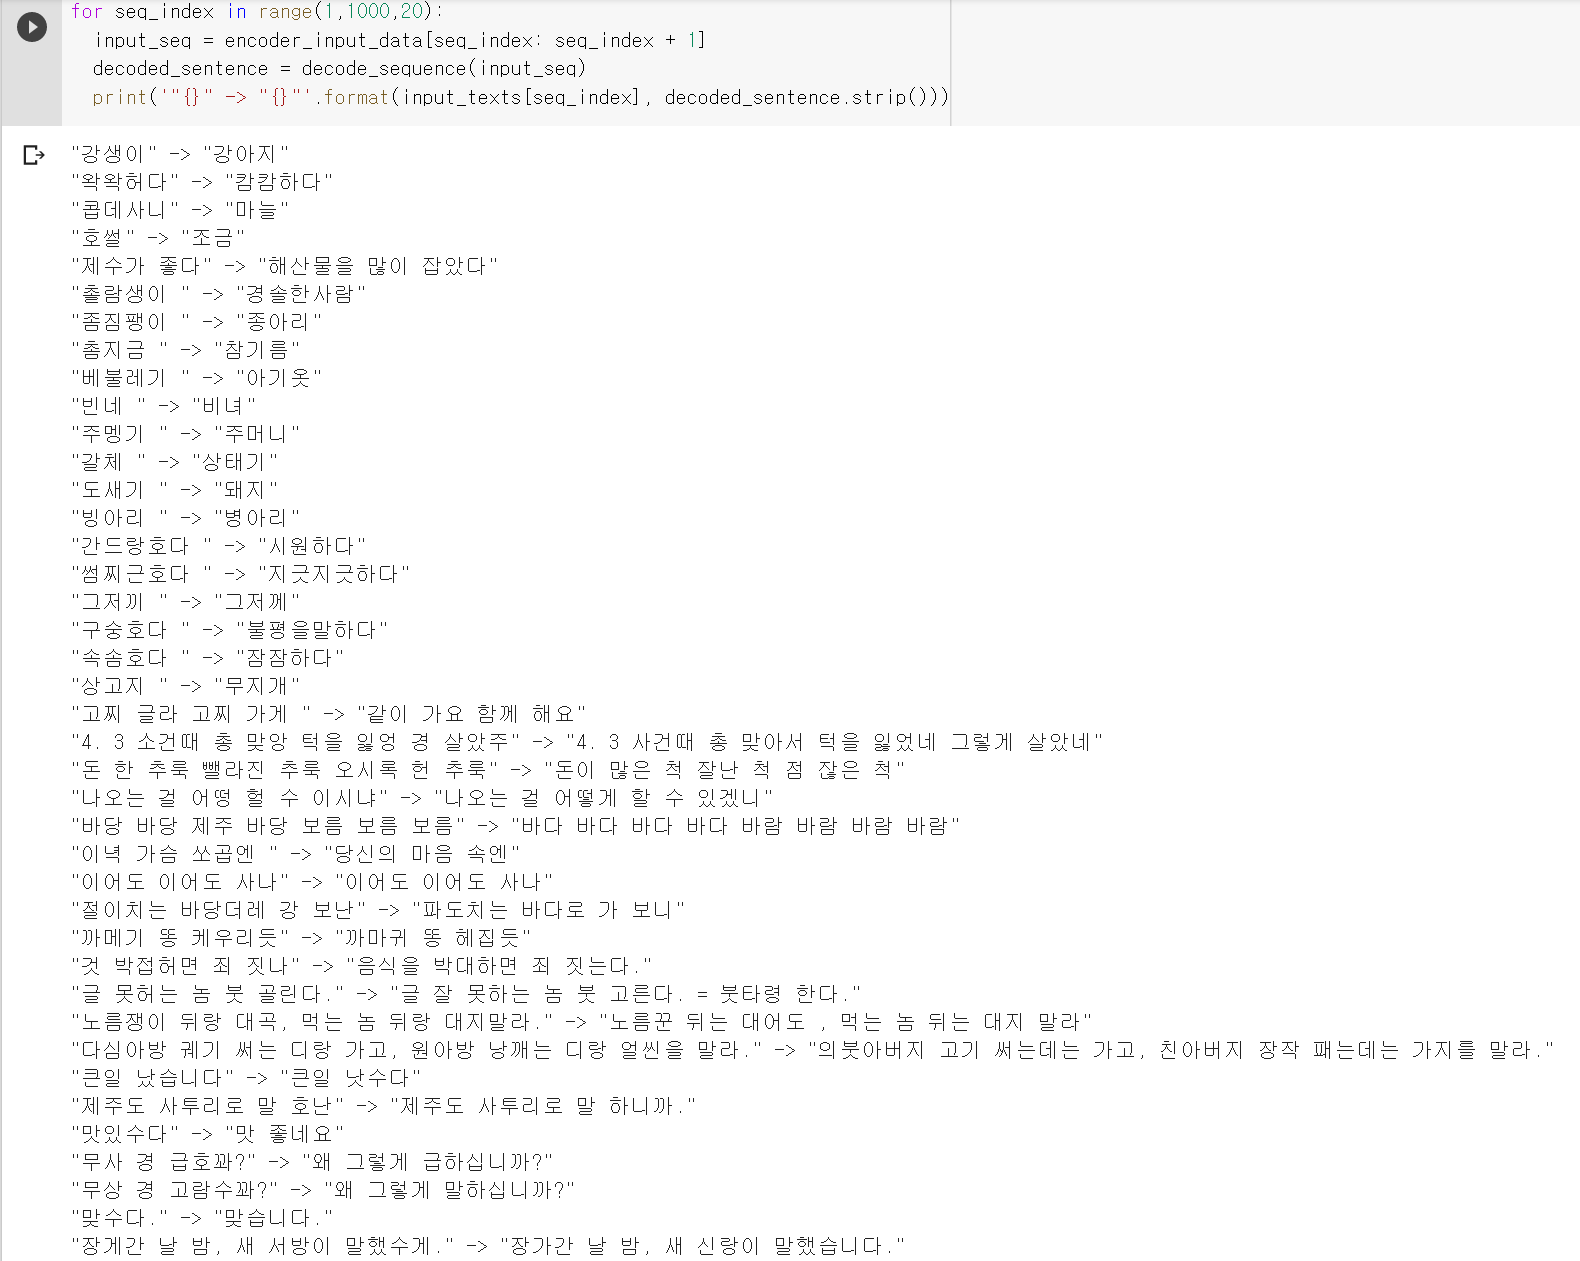 for seq_index in range(1,1000,20):
  input_seq = encoder_input_data[seq_index: seq_index + 1]
  decoded_sentence = decode_sequence(input_seq)
  print('"{}" -> "{}"'.format(input_texts[seq_index], decoded_sentence.strip()))
"강생이" -> "강아지"
"왁왁허다" -> "캄캄하다"
"콥데사니" -> "마늘"
"호썰" -> "조금"
"제수가 좋다" -> "해산물을 많이 잡았다"
"촐람생이 " -> "경솔한사람"
"좀짐팽이 " -> "종아리"
"촘지금 " -> "참기름"
"베불레기 " -> "아기옷"
"빈네 " -> "비녀"
"주멩기 " -> "주머니"
"갈체 " -> "상태기"
"도새기 " -> "돼지"
"빙아리 " -> "병아리"
"간드랑호다 " -> "시원하다"
"썸찌근호다 " -> "지긋지긋하다"
"그저끼 " -> "그저께"
"구숭호다 " -> "불평을말하다"
"속솜호다 " -> "잠잠하다"
"상고지 " -> "무지개"
"고찌 글라 고찌 가게 " -> "같이 가요 함께 해요"
"4. 3 소건때 총 맞앙 턱을 잃엉 경 살았주" -> "4. 3 사건때 총 맞아서 턱을 잃었네 그렇게 살았네"
"돈 한 추룩 뺄라진 추룩 오시록 헌 추룩" -> "돈이 많은 척 잘난 척 점 잖은 척"
"나오는 걸 어떵 헐 수 이시냐" -> "나오는 걸 어떻게 할 수 있겠니"
"바당 바당 제주 바당 보름 보름 보름" -> "바다 바다 바다 바다 바람 바람 바람 바람"
"이녁 가슴 쏘곱엔 " -> "당신의 마음 속엔"
"이어도 이어도 사나" -> "이어도 이어도 사나"
"절이치는 바당더레 강 보난" -> "파도치는 바다로 가 보니"
"까메기 똥 케우리듯" -> "까마귀 똥 헤집듯"
"것 박접허면 죄 짓나" -> "음식을 박대하면 죄 짓는다."
"글 못허는 놈 붓 골린다." -> "글 잘 못하는 놈 붓 고른다. = 붓타령 한다."
"노름쟁이 뒤랑 대곡, 먹는 놈 뒤랑 대지말라." -> "노름꾼 뒤는 대어도 , 먹는 놈 뒤는 대지 말라"
"다심아방 궤기 써는 디랑 가고, 원아방 낭깨는 디랑 얼씬을 말라." -> "의붓아버지 고기 써는데는 가고, 친아버지 장작 패는데는 가지를 말라."
"큰일 났습니다" -> "큰일 낫수다"
"제주도 사투리로 말 호난" -> "제주도 사투리로 말 하니까."
"맛있수다" -> "맛 좋네요"
"무사 경 급호꽈?" -> "왜 그렇게 급하십니까?"
"무상 경 고람수꽈?" -> "왜 그렇게 말하십니까?"
"맞수다." -> "맞습니다."
"장게간 날 밤, 새 서방이 말했수게." -> "장가간 날 밤, 새 신랑이 말했습니다."